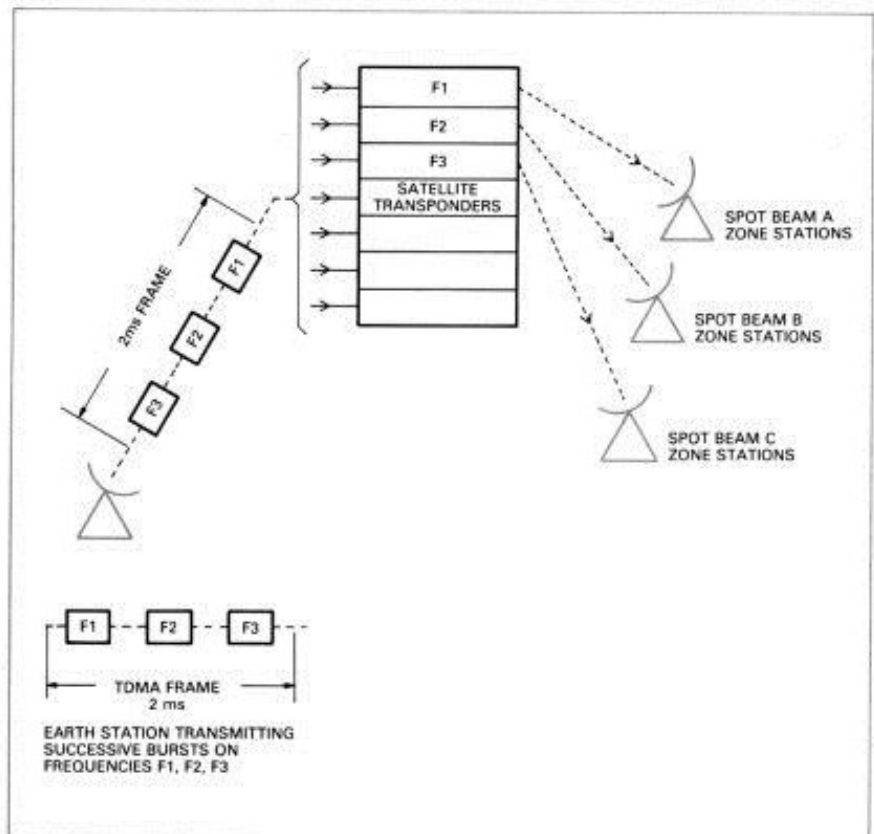 F1
F2
F3
SATELLITE
TRANSPONDERS
2ms FRAME
F1
F2
F3
SPOT BEAM A
ZONE STATIONS
SPOT BEAM B
ZONE STATIONS
SPOT BEAM C
ZONE STATIONS
F1 F2 F3
TDMA FRAME
2 ms
EARTH STATION TRANSMITTING
SUCCESSIVE BURSTS ON
FREQUENCIES F1, F2, F3